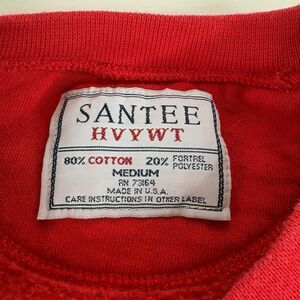 SANTEE
HVYWT
80% COTTON 20% FORTREL POLYESTER
MEDIUM
RN 73164
MADE IN U.S.A.
CARE INSTRUCTIONS IN OTHER LABEL